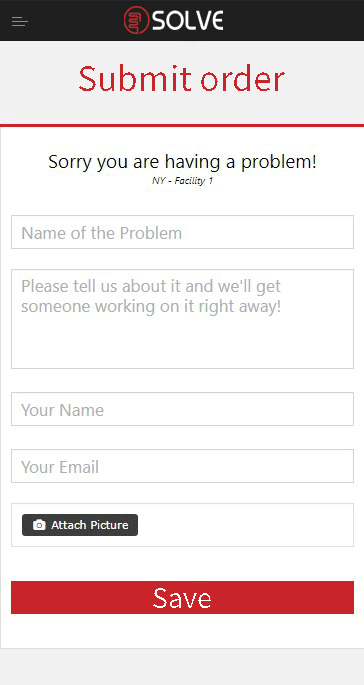 SOLVE
Submit order
Sorry you are having a problem!
NY - Facility 1
Name of the Problem
Please tell us about it and we'll get
someone working on it right away!
Your Name
Your Email
Attach Picture
Save